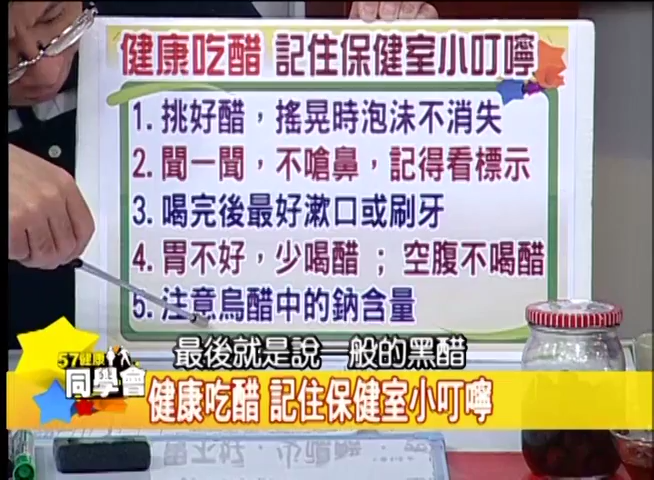 健康吃醋 記住保健室小叮嚀
1. 挑好醋，搖晃時泡沫不消失
2. 聞一聞，不嗆鼻，記得看標示
3. 喝完後最好漱口或刷牙
4. 胃不好，少喝醋 ; 空腹不喝醋
5. 注意烏醋中的鈉含量
最後就是說一般的黑醋
57健康
同學會
健康吃醋 記住保健室小叮嚀